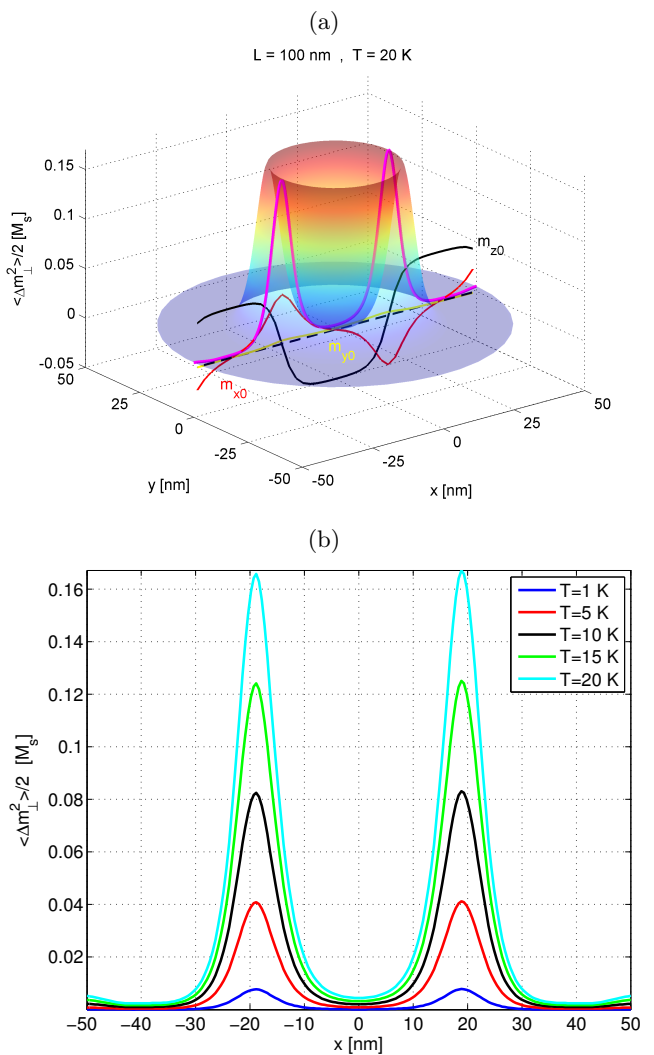 (a)
L = 100 nm , T = 20 K
0.15
0.1
0.05
0
-0.05
<Δm²⊥>/2 [Ms]
mz0
my0
mx0
50
25
0
-25
-50
y [nm]
-50
-25
0
25
50
x [nm]
(b)
0.16
0.14
0.12
0.1
0.08
0.06
0.04
0.02
<Δm²⊥>/2 [Ms]
T=1 K
T=5 K
T=10 K
T=15 K
T=20 K
−50 −40 −30 −20 −10 0 10 20 30 40 50
x [nm]